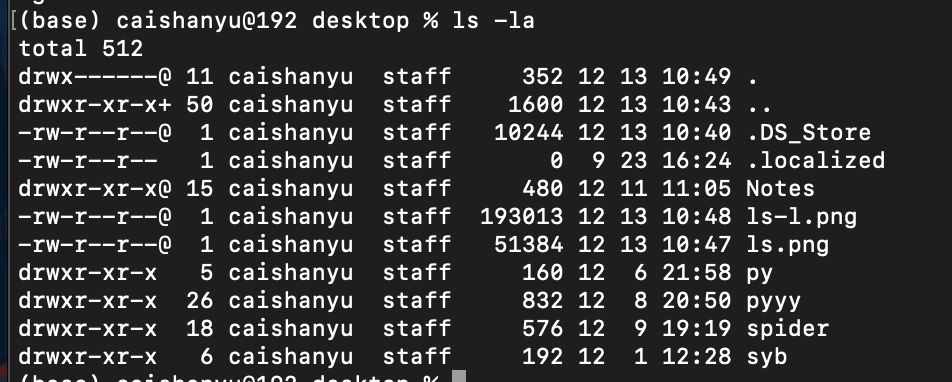 [(base) caishanyu@192 desktop % ls -la
total 512
drwx------@ 11 caishanyu  staff     352 12 13 10:49 .
drwxr-xr-x+ 50 caishanyu  staff    1600 12 13 10:43 ..
-rw-r--r--@  1 caishanyu  staff   10244 12 13 10:40 .DS_Store
-rw-r--r--   1 caishanyu  staff       0  9 23 16:24 .localized
drwxr-xr-x@ 15 caishanyu  staff     480 12 11 11:05 Notes
-rw-r--r--@  1 caishanyu  staff  193013 12 13 10:48 ls-l.png
-rw-r--r--@  1 caishanyu  staff   51384 12 13 10:47 ls.png
drwxr-xr-x   5 caishanyu  staff     160 12  6 21:58 py
drwxr-xr-x  26 caishanyu  staff     832 12  8 20:50 pyyy
drwxr-xr-x  18 caishanyu  staff     576 12  9 19:19 spider
drwxr-xr-x   6 caishanyu  staff     192 12  1 12:28 syb
(base) caishanyu@192 desktop %